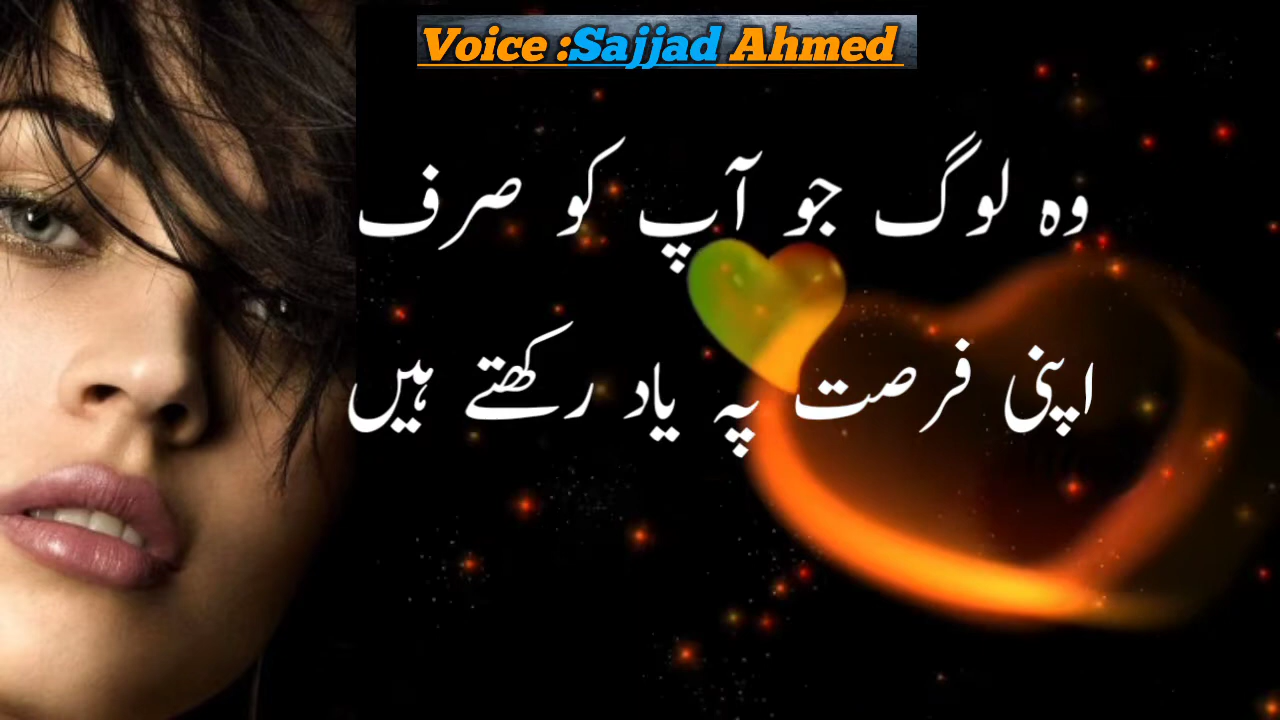 Voice :Sajjad Ahmed
وہ لوگ جو آپ کو صرف
اپنی فرصت پہ یاد رکھتے ہیں